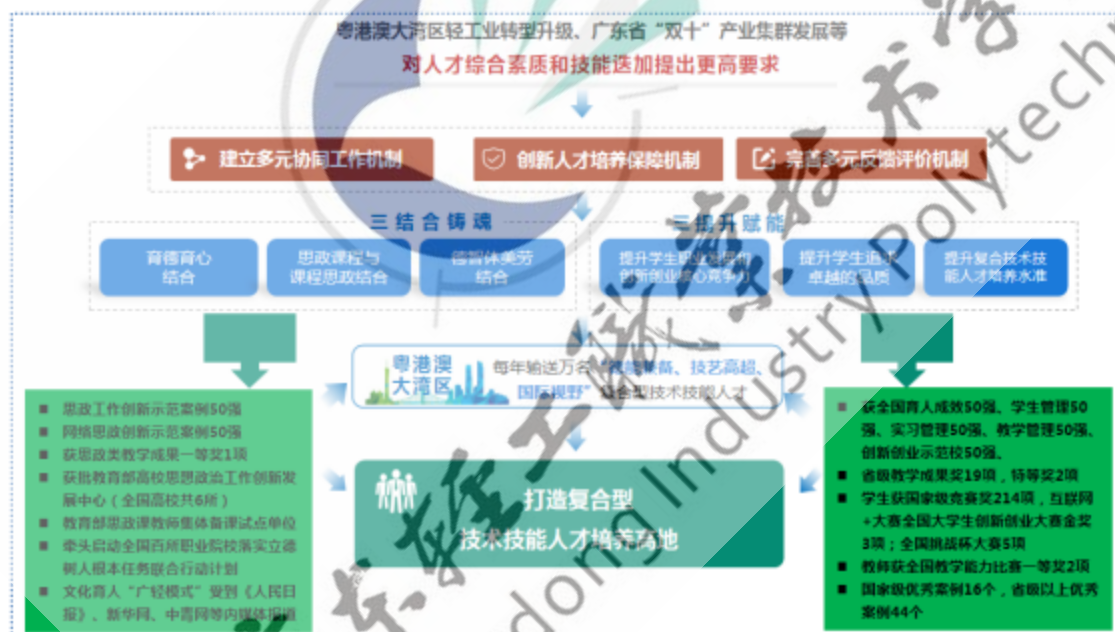 粤港澳大湾区轻工业转型升级、广东省“双十”产业集群发展等
对人才综合素质和技能迭加提出更高要求
建立多元协同工作机制
创新人才培养保障机制
完善多元反馈评价机制
三结合铸魂
三提升赋能
育德育心
结合
思政课程与
课程思政结合
德智体美劳
结合
提升学生职业发展和
创新创业核心竞争力
提升学生追求
卓越的品质
提升复合技术技
能人才培养水准
粤港澳
大湾区
每年输送万名“德能兼备、技艺高超、
国际视野”复合型技术技能人才
打造复合型
技术技能人才培养高地
■ 思政工作创新示范案例50强
■ 网络思政创新示范案例50强
■ 获思政类教学成果一等奖1项
■ 获批教育部高校思想政治工作创新发
展中心（全国高校共6所）
■ 教育部思政课教师集体备课试点单位
■ 牵头启动全国百所职业院校落实立德
树人根本任务联合行动计划
■ 文化育人“广轻模式”受到《人民日
报》、新华网、中青网等内媒体报道
■ 获全国育人成效50强、学生管理50
强、实习管理50强、教学管理50强、
创新创业示范校50强。
■ 省级教学成果奖19项，特等奖2项
■ 学生获国家级竞赛奖214项，互联网
+大赛全国大学生创新创业大赛金奖
3项；全国挑战杯大赛5项
■ 教师获全国教学能力比赛一等奖2项
■ 国家级优秀案例16个，省级以上优秀
案例44个
东轻工职业技术学
dong Industry Polytechn